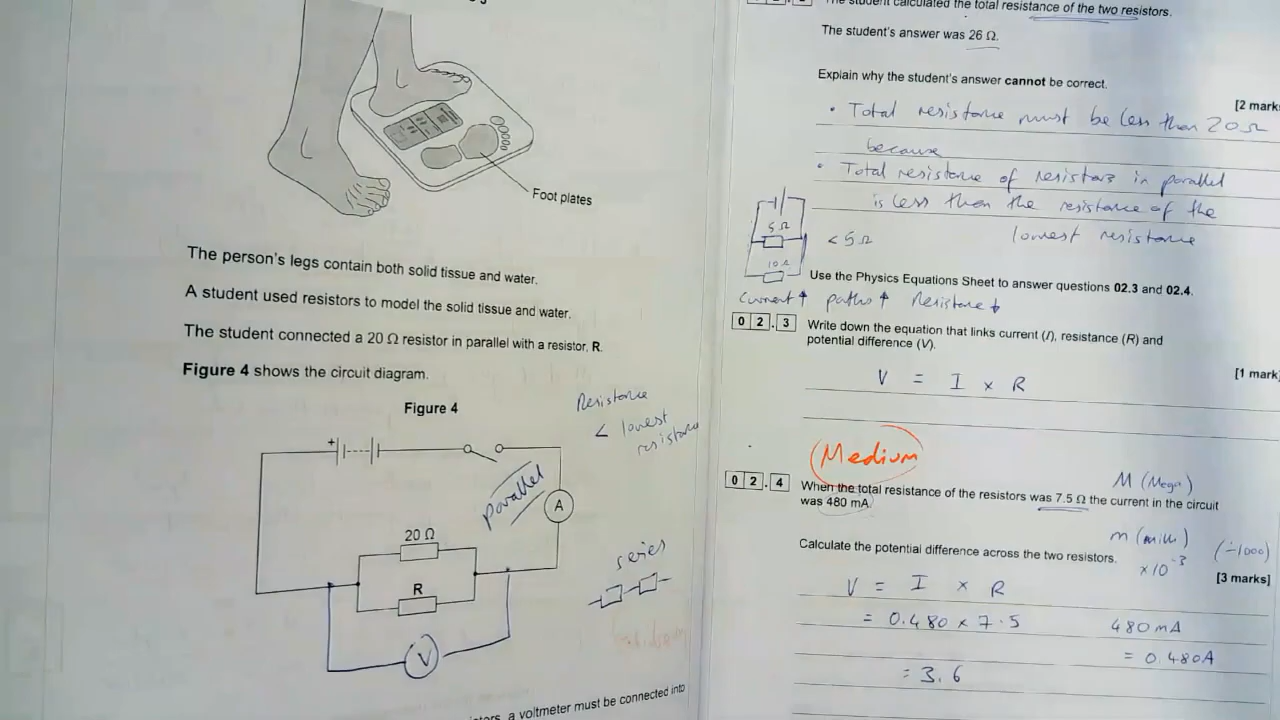 Foot plates
The person's legs contain both solid tissue and water.
A student used resistors to model the solid tissue and water.
The student connected a 20 Ω resistor in parallel with a resistor, R.
Figure 4 shows the circuit diagram.
Figure 4
Resistance
< lowest
resistance
+
parallel
A
20 Ω
R
V
series
a voltmeter must be connected into
The student calculated the total resistance of the two resistors.
The student's answer was 26 Ω.
Explain why the student's answer cannot be correct.
[2 mark
• Total resistance must be less than 20Ω
because
• Total resistance of resistors in parallel
is less than the resistance of the
lowest resistance
5 Ω
10 Ω
< 5 Ω
Use the Physics Equations Sheet to answer questions 02.3 and 02.4.
Current ↑ paths ↑ Resistance ↓
0 2 . 3 Write down the equation that links current (I), resistance (R) and
potential difference (V).
[1 mark
V = I × R
(Medium)
M (Mega)
0 2 . 4 When the total resistance of the resistors was 7.5 Ω the current in the circuit
was 480 mA.
m (milli) (÷1000)
×10⁻³
Calculate the potential difference across the two resistors.
[3 marks]
V = I × R
= 0.480 × 7.5
480 mA
= 0.480A
= 3.6